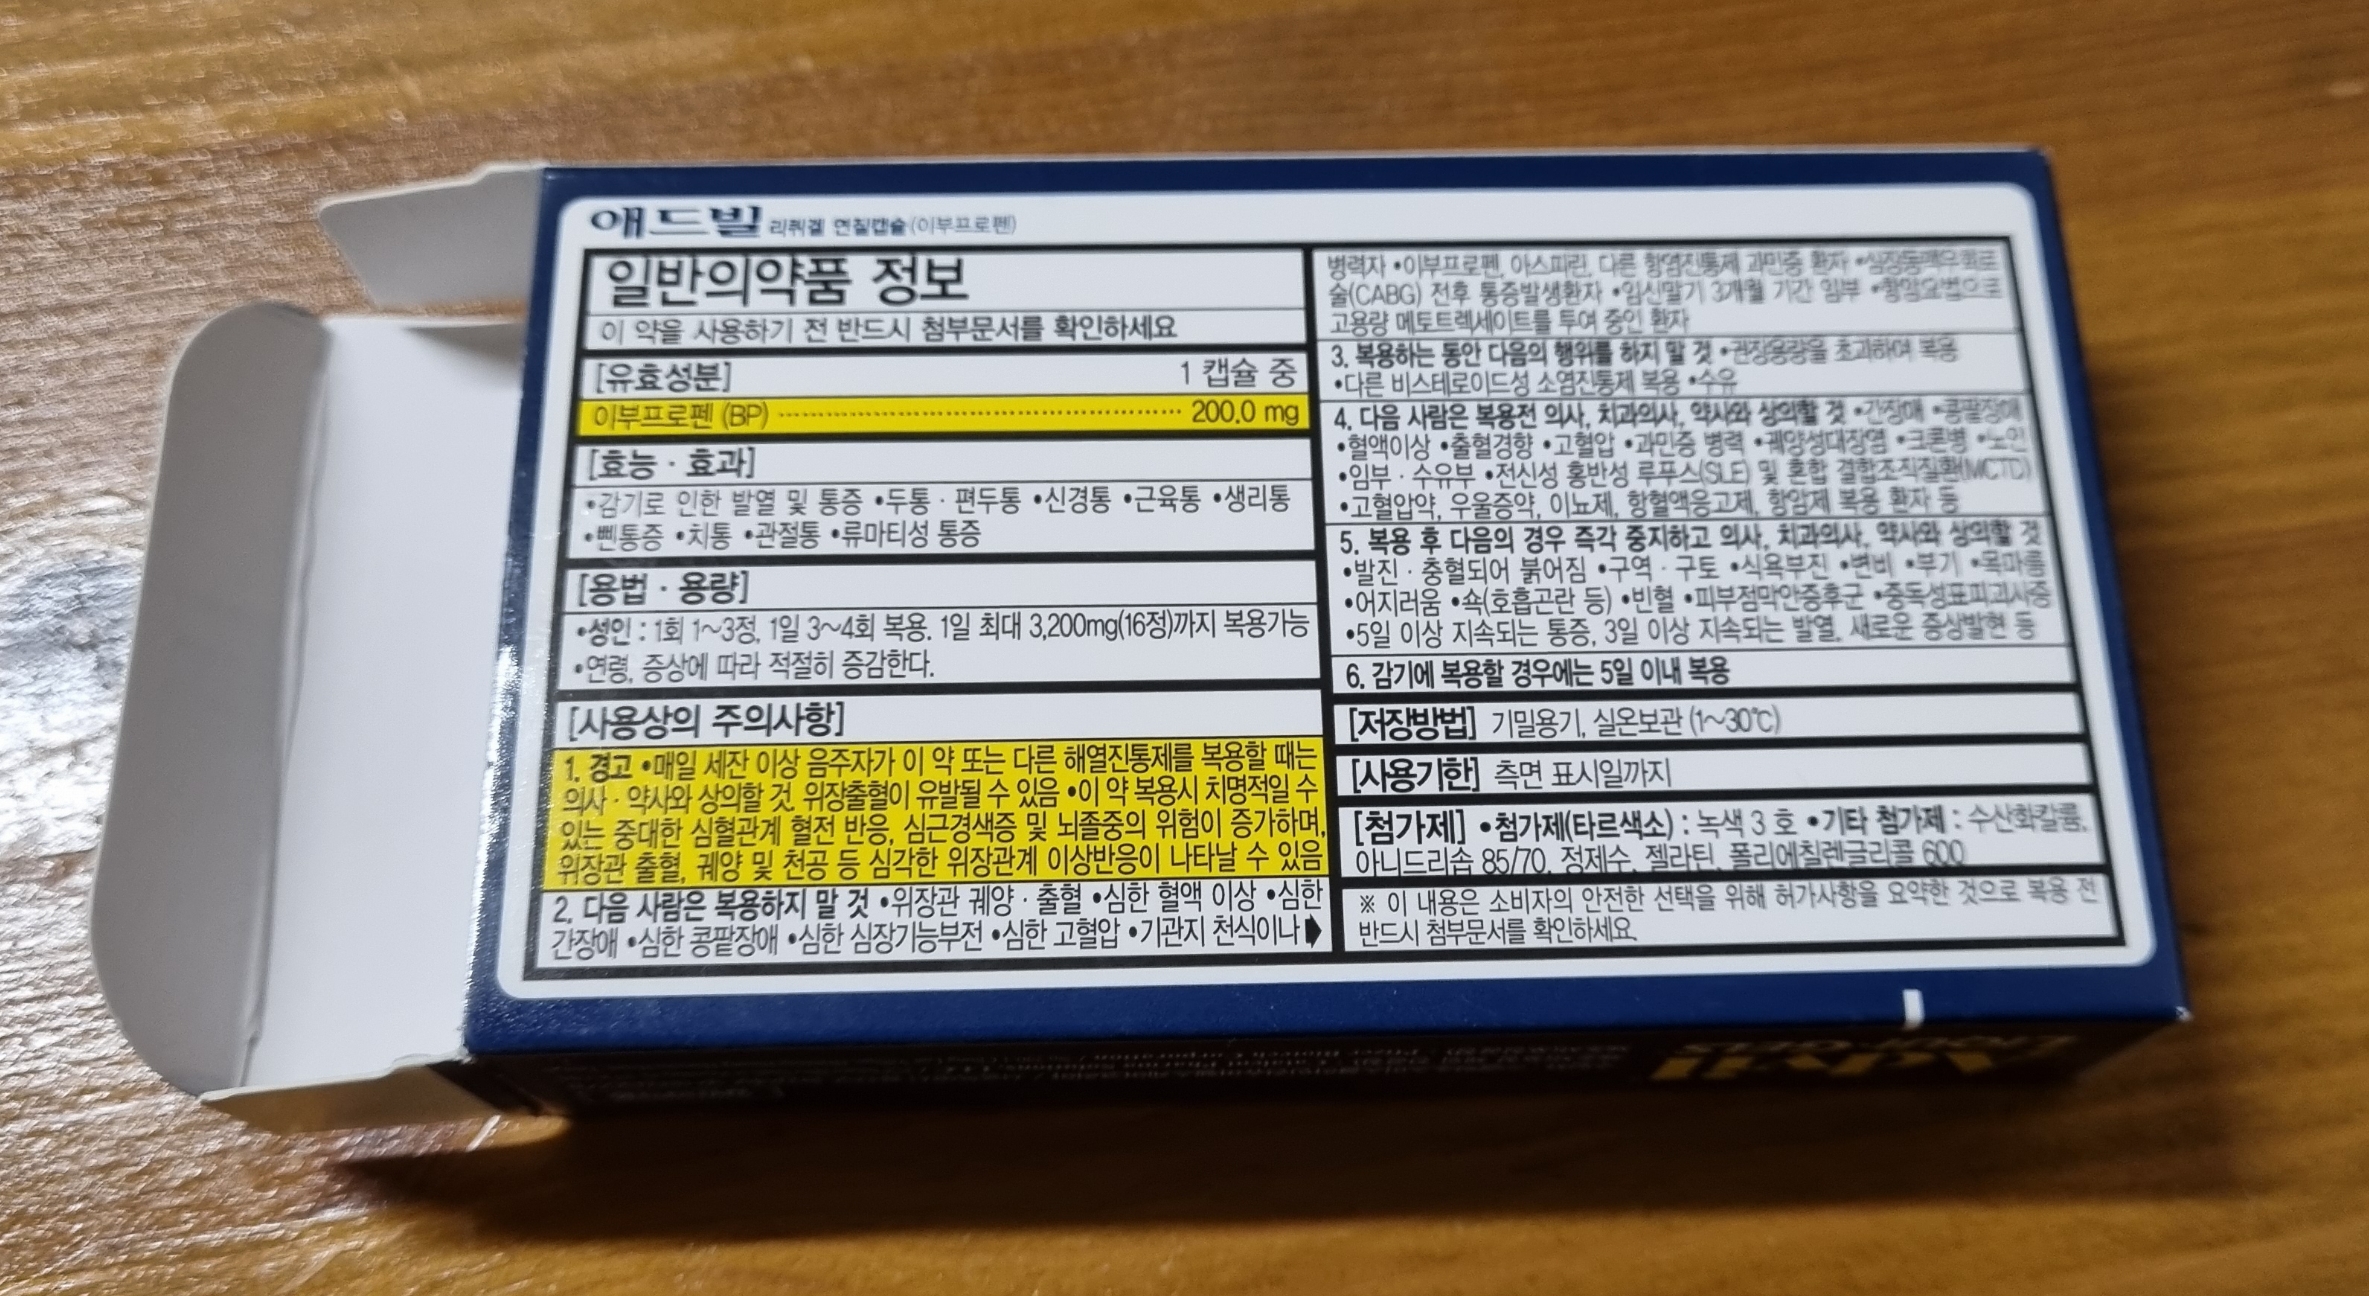 애드빌 리퀴겔 연질캡슐(이부프로펜)
일반의약품 정보
이 약을 사용하기 전 반드시 첨부문서를 확인하세요
[유효성분] 1 캡슐 중
이부프로펜 (BP) ········································ 200.0 mg
[효능 · 효과]
•감기로 인한 발열 및 통증 •두통 · 편두통 •신경통 •근육통 •생리통
•삔통증 •치통 •관절통 •류마티성 통증
[용법 · 용량]
•성인 : 1회 1~3정, 1일 3~4회 복용. 1일 최대 3,200mg(16정)까지 복용가능
•연령, 증상에 따라 적절히 증감한다.
[사용상의 주의사항]
1. 경고 •매일 세잔 이상 음주자가 이 약 또는 다른 해열진통제를 복용할 때는
의사 · 약사와 상의할 것. 위장출혈이 유발될 수 있음 •이 약 복용시 치명적일 수
있는 중대한 심혈관계 혈전 반응, 심근경색증 및 뇌졸중의 위험이 증가하며,
위장관 출혈, 궤양 및 천공 등 심각한 위장관계 이상반응이 나타날 수 있음
2. 다음 사람은 복용하지 말 것 •위장관 궤양 · 출혈 •심한 혈액 이상 •심한
간장애 •심한 콩팥장애 •심한 심장기능부전 •심한 고혈압 •기관지 천식이나
병력자 •이부프로펜, 아스피린, 다른 항염진통제 과민증 환자 •심장동맥우회로
술(CABG) 전후 통증발생환자 •임신말기 3개월 기간 임부 •항암요법으로
고용량 메토트렉세이트를 투여 중인 환자
3. 복용하는 동안 다음의 행위를 하지 말 것 •권장용량을 초과하여 복용
•다른 비스테로이드성 소염진통제 복용 •수유
4. 다음 사람은 복용전 의사, 치과의사, 약사와 상의할 것 •간장애 •콩팥장애
•혈액이상 •출혈경향 •고혈압 •과민증 병력 •궤양성대장염 •크론병 •노인
•임부 · 수유부 •전신성 홍반성 루푸스(SLE) 및 혼합 결합조직질환(MCTD)
•고혈압약, 우울증약, 이뇨제, 항혈액응고제, 항암제 복용 환자 등
5. 복용 후 다음의 경우 즉각 중지하고 의사, 치과의사, 약사와 상의할 것
•발진 · 충혈되어 붉어짐 •구역 · 구토 •식욕부진 •변비 •부기 •목마름
•어지러움 •쇽(호흡곤란 등) •빈혈 •피부점막안증후군 •중독성표피괴사증
•5일 이상 지속되는 통증, 3일 이상 지속되는 발열, 새로운 증상발현 등
6. 감기에 복용할 경우에는 5일 이내 복용
[저장방법] 기밀용기, 실온보관 (1~30℃)
[사용기한] 측면 표시일까지
[첨가제] •첨가제(타르색소) : 녹색 3 호 •기타 첨가제 : 수산화칼륨,
아니드리솝 85/70, 정제수, 젤라틴, 폴리에칠렌글리콜 600
※ 이 내용은 소비자의 안전한 선택을 위해 허가사항을 요약한 것으로 복용 전
반드시 첨부문서를 확인하세요.
Advil